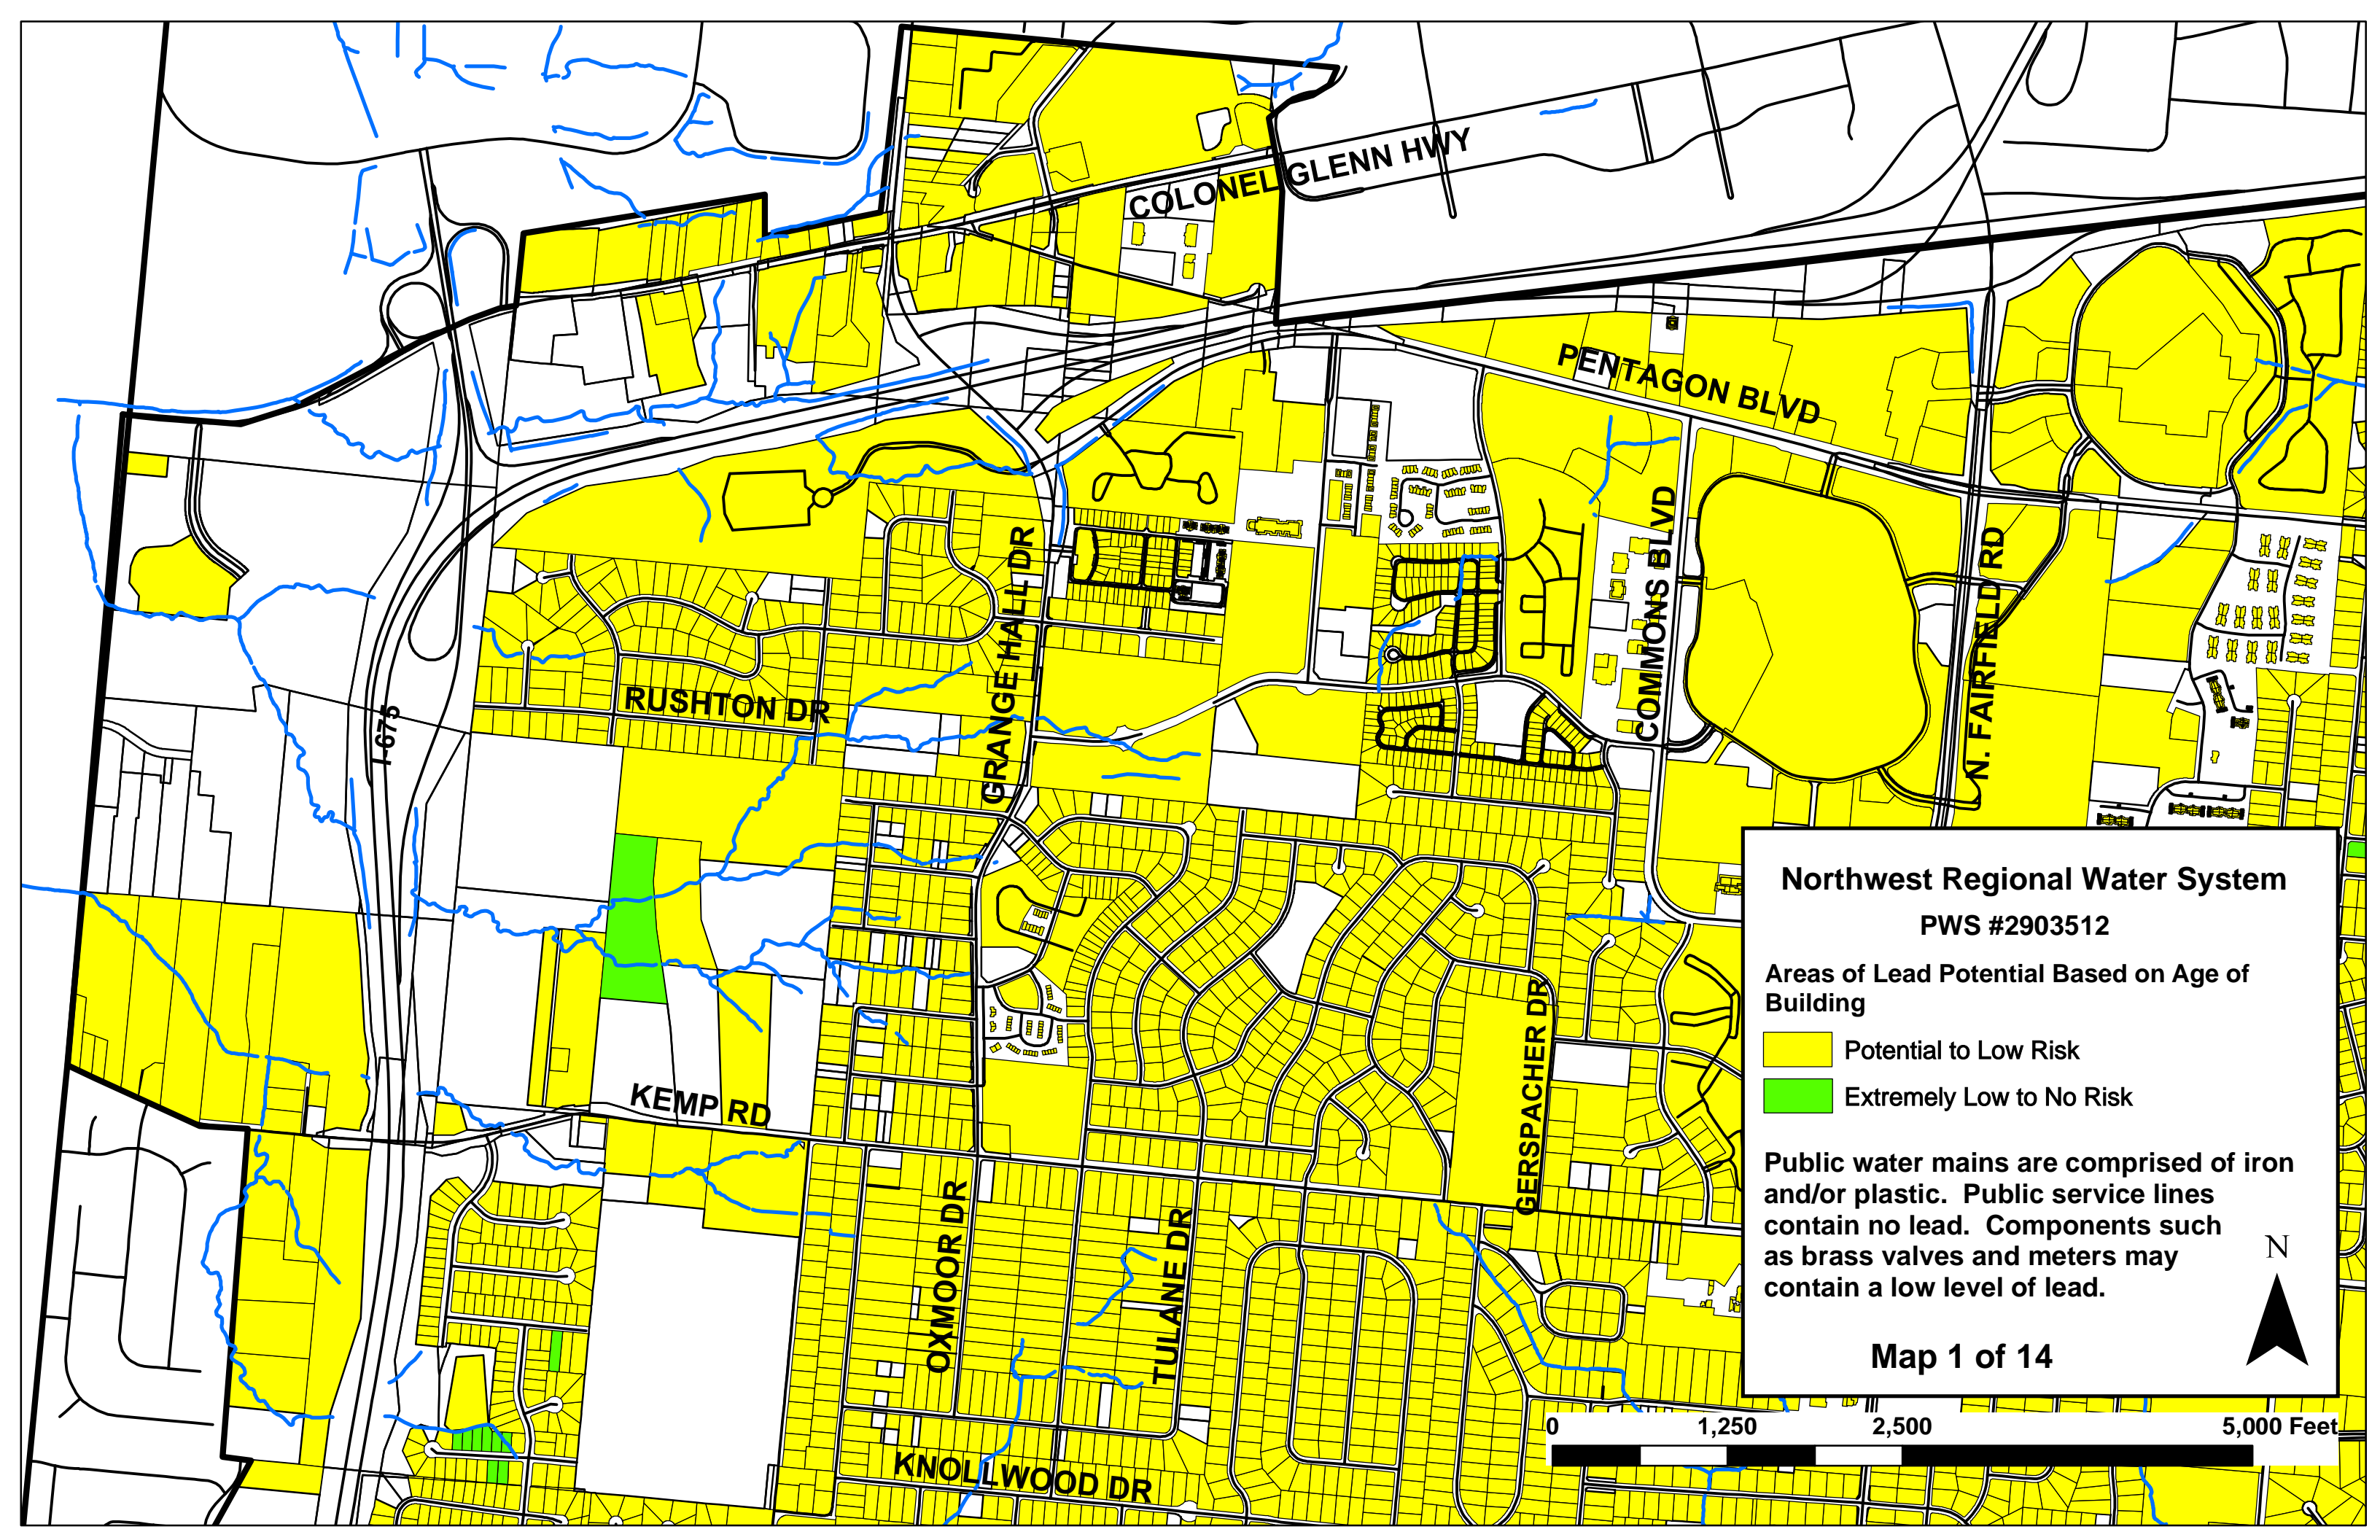 COLONEL GLENN HWY
PENTAGON BLVD
GRANGE HALL DR
COMMONS BLVD
N. FAIRFIELD RD
RUSHTON DR
I-675
KEMP RD
GERSPACHER DR
OXMOOR DR
TULANE DR
KNOLLWOOD DR
Northwest Regional Water System
PWS #2903512
Areas of Lead Potential Based on Age of
Building
Potential to Low Risk
Extremely Low to No Risk
Public water mains are comprised of iron
and/or plastic.  Public service lines
contain no lead.  Components such
as brass valves and meters may
contain a low level of lead.
N
Map 1 of 14
0 1,250 2,500 5,000 Feet